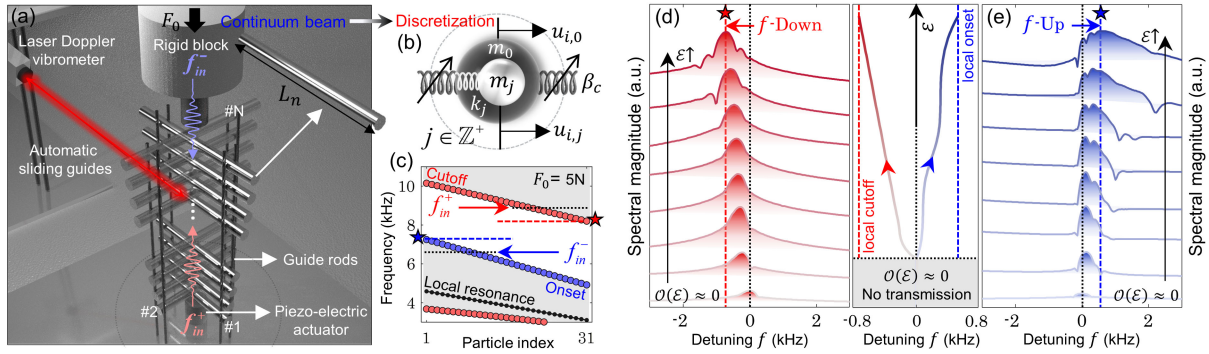 (a)
F₀
Continuum beam
Discretization
Laser Doppler
vibrometer
Rigid block
f⁻in
Lₙ
#N
Automatic
sliding guides
Guide rods
#2
f⁺in
#1
Piezo-electric
actuator
(b)
m₀
uᵢ,₀
mⱼ
kⱼ
βc
j ∈ ℤ⁺
uᵢ,ⱼ
(c)
Cutoff
F₀ = 5N
f⁺in
f⁻in
Onset
Local resonance
10
8
6
4
Frequency (kHz)
1
31
Particle index
(d)
f-Down
ℰ↑
Spectral magnitude (a.u.)
𝒪(ℰ) ≈ 0
-2
0
2
Detuning f (kHz)
ℰ
local cutoff
local onset
𝒪(ℰ) ≈ 0
No transmission
-0.8
0
0.8
Detuning f (kHz)
(e)
f-Up
ℰ↑
Spectral magnitude (a.u.)
𝒪(ℰ) ≈ 0
-2
0
2
Detuning f (kHz)